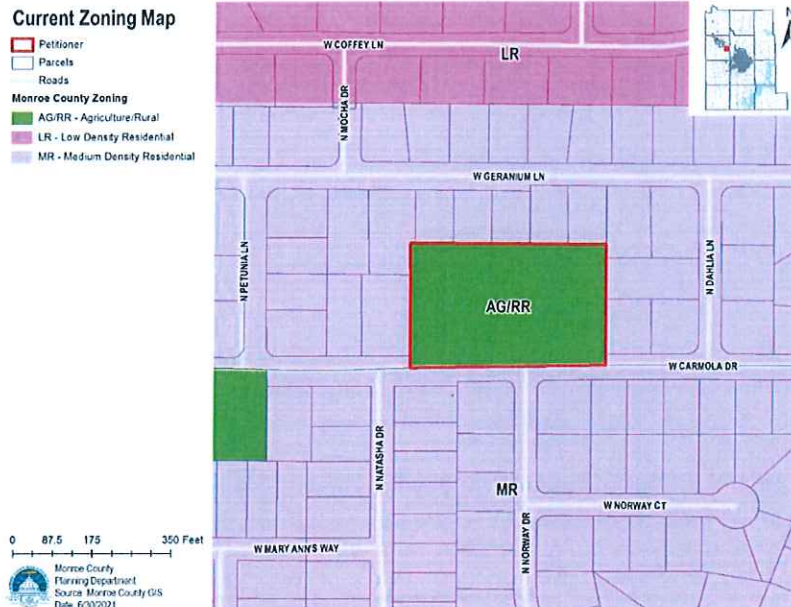 Current Zoning Map
Petitioner
Parcels
Roads
Monroe County Zoning
AG/RR - Agriculture/Rural
LR - Low Density Residential
MR - Medium Density Residential
0 87.5 175 350 Feet
Monroe County
Planning Department
Source: Monroe County GIS
Date: 6/30/2021
N
W COFFEY LN
LR
N MOCHA DR
W GERANIUM LN
N PETUNIA LN
N DAHLIA LN
AG/RR
W CARMOLA DR
N NATASHA DR
MR
W NORWAY CT
N NORWAY DR
W MARY ANN'S WAY